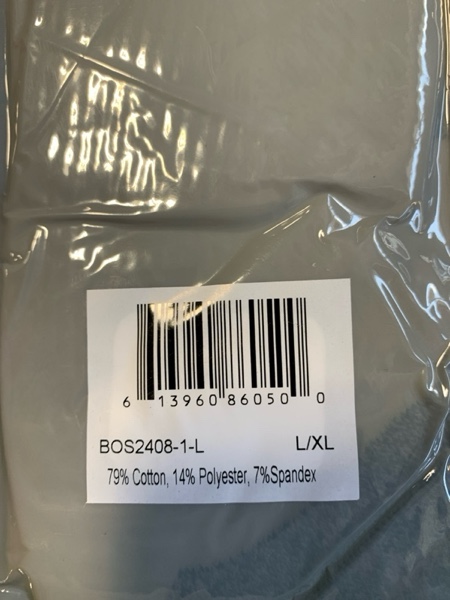 6 13960 86050 0
BOS2408-1-L L/XL
79% Cotton, 14% Polyester, 7%Spandex